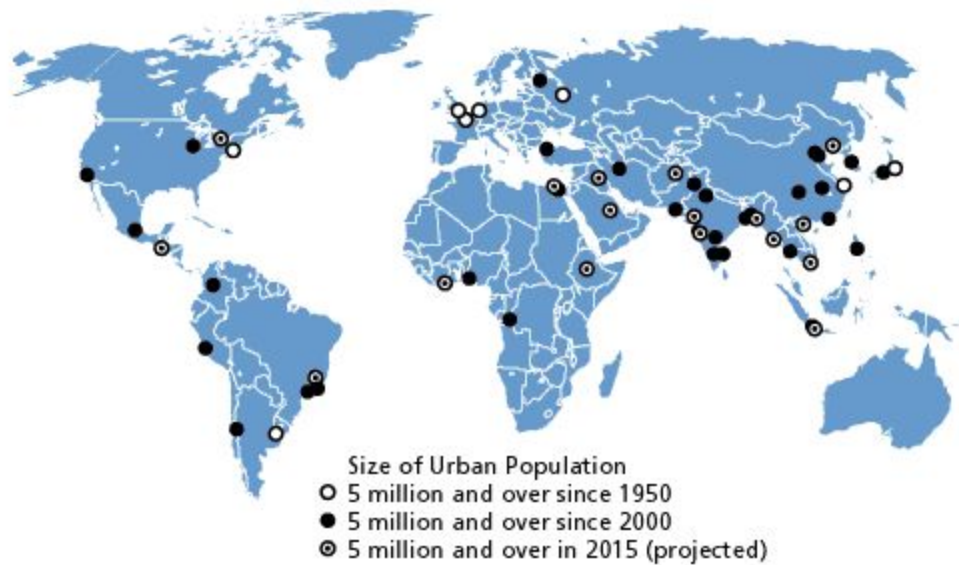 Size of Urban Population
5 million and over since 1950
5 million and over since 2000
5 million and over in 2015 (projected)